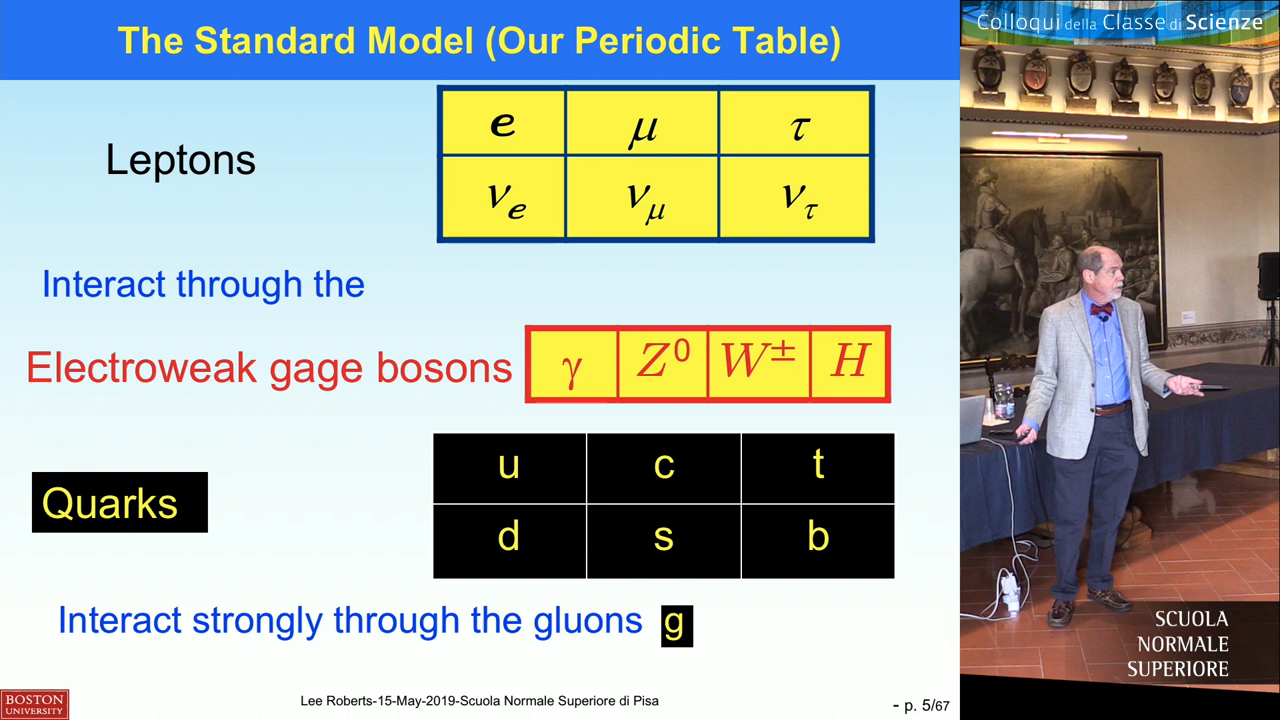 The Standard Model (Our Periodic Table)
Colloqui della Classe di Scienze
Leptons
e μ τ
νe νμ ντ
Interact through the
Electroweak gage bosons γ Z⁰ W± H
u c t
Quarks
d s b
Interact strongly through the gluons g
SCUOLA
NORMALE
SUPERIORE
BOSTON
UNIVERSITY
Lee Roberts-15-May-2019-Scuola Normale Superiore di Pisa
- p. 5/67